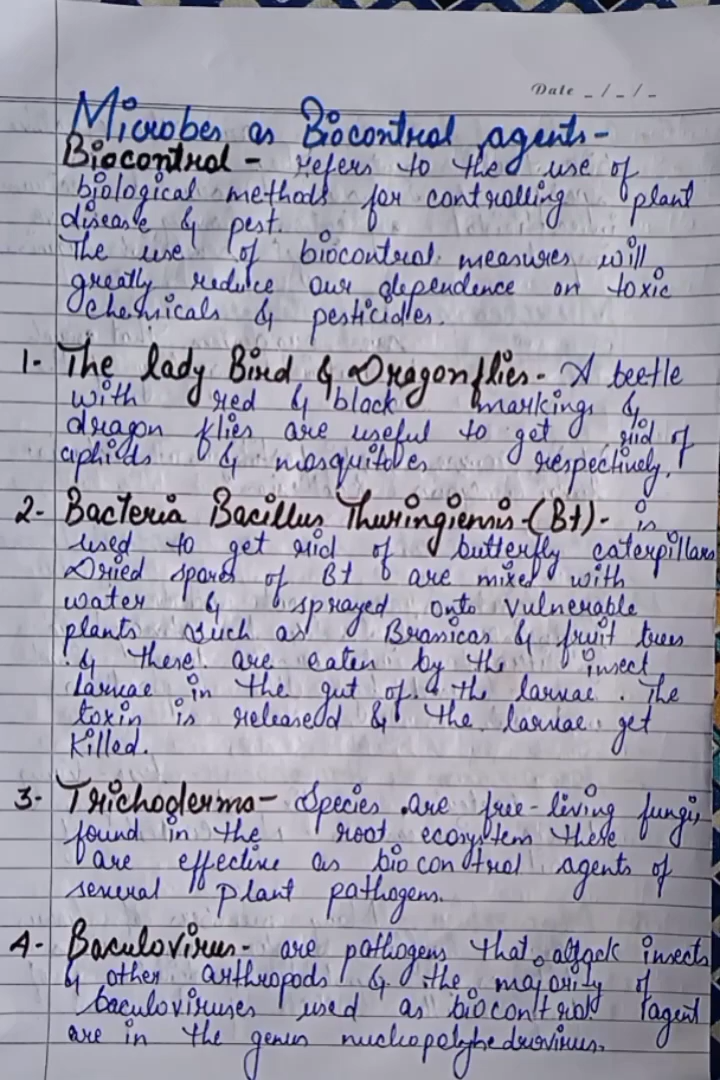 Date _/_/_
Microbes as Biocontrol agents-
Biocontrol - refers to the use of
biological methods for controlling plant
disease & pest.
The use of biocontrol measures will
greatly reduce our dependence on toxic
chemicals & pesticides.
1- The lady Bird & Dragonflies - A beetle
with red & black markings &
dragon flies are useful to get rid of
aphids & mosquitoes respectively.
2- Bacteria Bacillus Thuringiensis (Bt) - is
used to get rid of butterfly caterpillars
Dried spores of Bt are mixed with
water & sprayed onto vulnerable
plants such as Brassicas & fruit trees
& these are eaten by the insect
larvae in the gut of the larvae. The
toxin is released & the larvae get
killed.
3- Trichoderma - Species are free-living fungi,
found in the root ecosystem these
are effective as biocontrol agents of
several plant pathogens.
4- Baculovirus - are pathogens that attack insects
& other arthropods & the majority of
baculoviruses used as biocontrol agent
are in the genus nucleopolyhedrovirus.